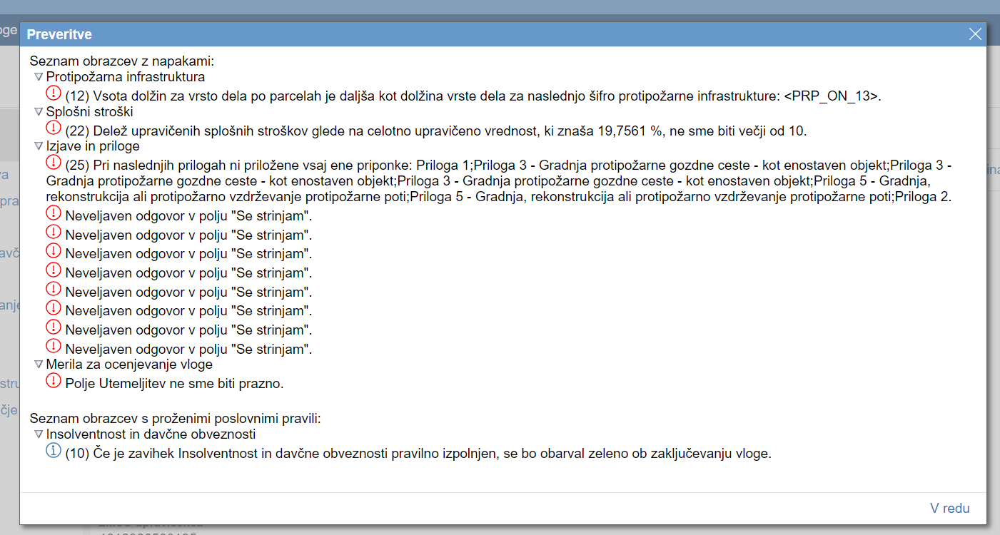 oge
Preveritve
Seznam obrazcev z napakami:
Protipožarna infrastruktura
(12) Vsota dolžin za vrsto dela po parcelah je daljša kot dolžina vrste dela za naslednjo šifro protipožarne infrastrukture: <PRP_ON_13>.
Splošni stroški
(22) Delež upravičenih splošnih stroškov glede na celotno upravičeno vrednost, ki znaša 19,7561 %, ne sme biti večji od 10.
Izjave in priloge
(25) Pri naslednjih prilogah ni priložene vsaj ene priponke: Priloga 1;Priloga 3 - Gradnja protipožarne gozdne ceste - kot enostaven objekt;Priloga 3 -
Gradnja protipožarne gozdne ceste - kot enostaven objekt;Priloga 3 - Gradnja protipožarne gozdne ceste - kot enostaven objekt;Priloga 5 - Gradnja,
rekonstrukcija ali protipožarno vzdrževanje protipožarne poti;Priloga 5 - Gradnja, rekonstrukcija ali protipožarno vzdrževanje protipožarne poti;Priloga 2.
Neveljaven odgovor v polju "Se strinjam".
Neveljaven odgovor v polju "Se strinjam".
Neveljaven odgovor v polju "Se strinjam".
Neveljaven odgovor v polju "Se strinjam".
Neveljaven odgovor v polju "Se strinjam".
Neveljaven odgovor v polju "Se strinjam".
Neveljaven odgovor v polju "Se strinjam".
Neveljaven odgovor v polju "Se strinjam".
Merila za ocenjevanje vloge
Polje Utemeljitev ne sme biti prazno.
Seznam obrazcev s proženimi poslovnimi pravili:
Insolventnost in davčne obveznosti
(10) Če je zavihek Insolventnost in davčne obveznosti pravilno izpolnjen, se bo obarval zeleno ob zaključevanju vloge.
V redu